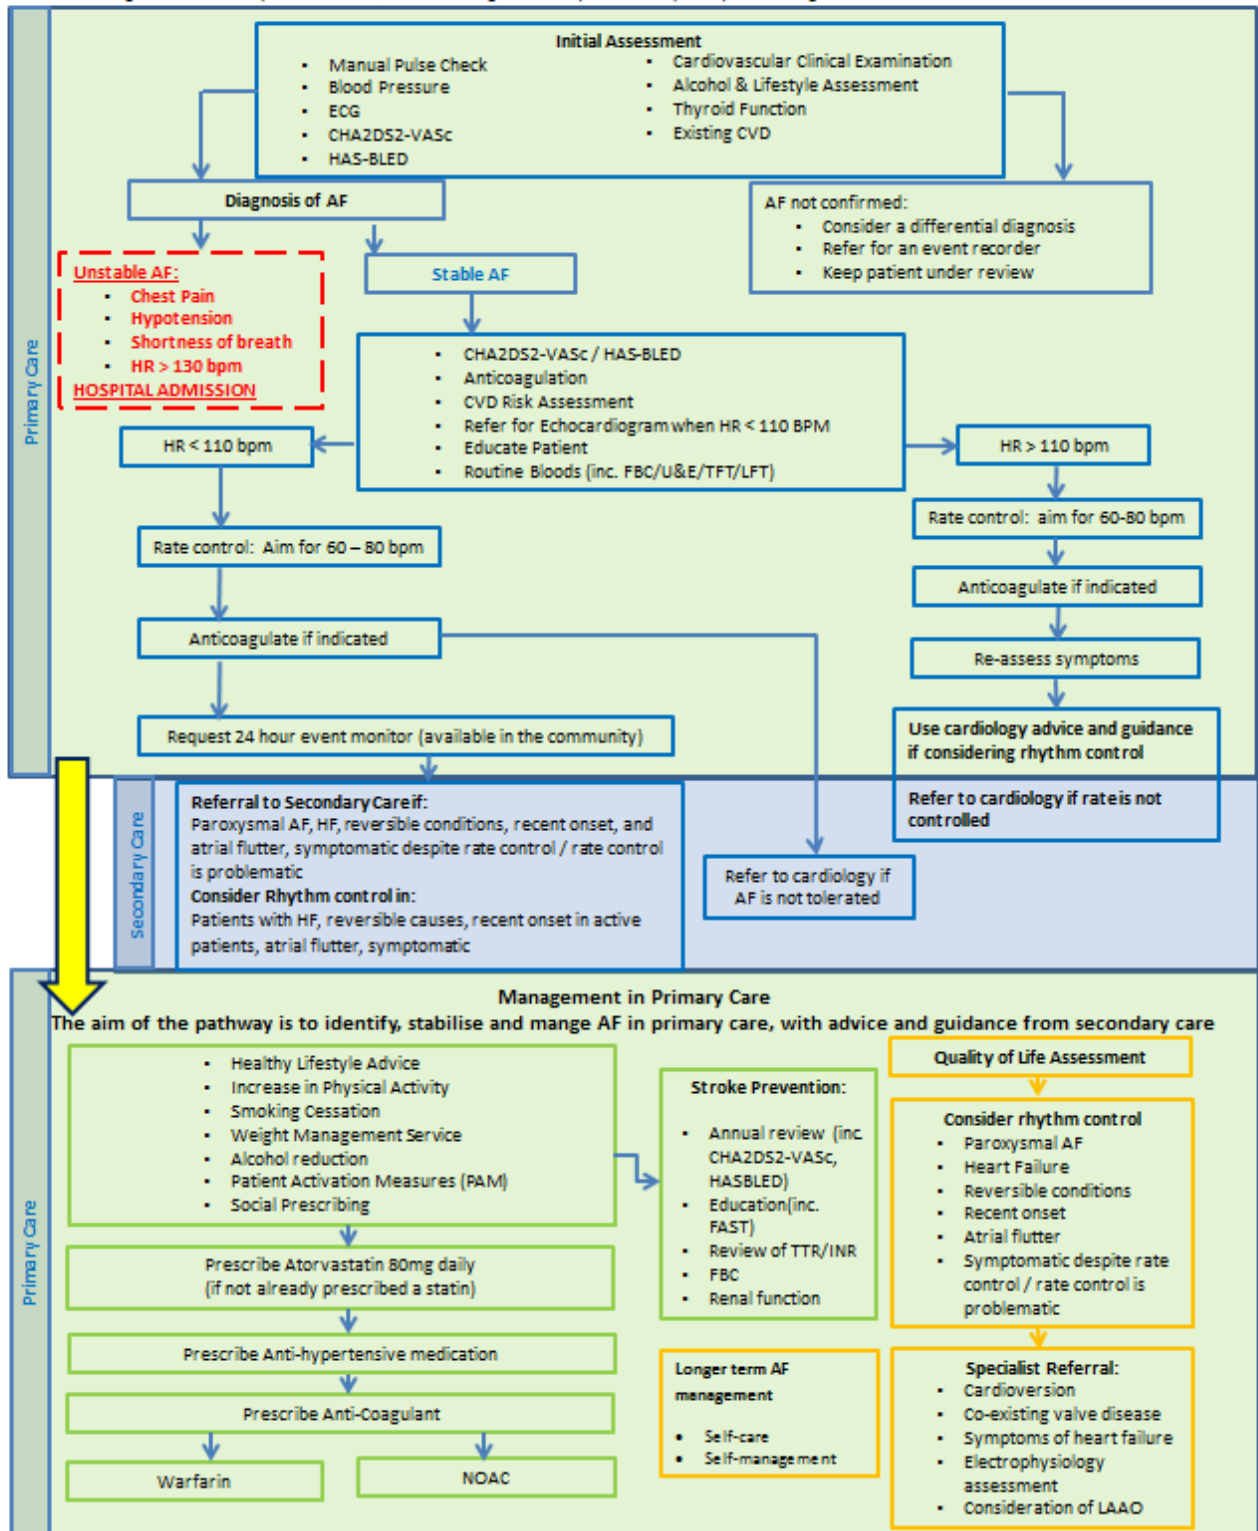 Initial Assessment
Manual Pulse Check
Blood Pressure
ECG
CHA2DS2-VASc
HAS-BLED
Cardiovascular Clinical Examination
Alcohol & Lifestyle Assessment
Thyroid Function
Existing CVD
Diagnosis of AF
AF not confirmed:
Consider a differential diagnosis
Refer for an event recorder
Keep patient under review
Unstable AF:
Chest Pain
Hypotension
Shortness of breath
HR > 130 bpm
HOSPITAL ADMISSION
Stable AF
Primary Care
CHA2DS2-VASc / HAS-BLED
Anticoagulation
CVD Risk Assessment
Refer for Echocardiogram when HR < 110 BPM
Educate Patient
Routine Bloods (inc. FBC/U&E/TFT/LFT)
HR < 110 bpm
HR > 110 bpm
Rate control: Aim for 60 – 80 bpm
Rate control: aim for 60-80 bpm
Anticoagulate if indicated
Anticoagulate if indicated
Re-assess symptoms
Request 24 hour event monitor (available in the community)
Use cardiology advice and guidance
if considering rhythm control
Refer to cardiology if rate is not
controlled
Secondary Care
Referral to Secondary Care if:
Paroxysmal AF, HF, reversible conditions, recent onset, and
atrial flutter, symptomatic despite rate control / rate control
is problematic
Consider Rhythm control in:
Patients with HF, reversible causes, recent onset in active
patients, atrial flutter, symptomatic
Refer to cardiology if
AF is not tolerated
Primary Care
Management in Primary Care
The aim of the pathway is to identify, stabilise and mange AF in primary care, with advice and guidance from secondary care
Healthy Lifestyle Advice
Increase in Physical Activity
Smoking Cessation
Weight Management Service
Alcohol reduction
Patient Activation Measures (PAM)
Social Prescribing
Prescribe Atorvastatin 80mg daily
(if not already prescribed a statin)
Prescribe Anti-hypertensive medication
Prescribe Anti-Coagulant
Warfarin
NOAC
Stroke Prevention:
Annual review (inc.
CHA2DS2-VASc,
HASBLED)
Education(inc.
FAST)
Review of TTR/INR
FBC
Renal function
Longer term AF
management
Self-care
Self-management
Quality of Life Assessment
Consider rhythm control
Paroxysmal AF
Heart Failure
Reversible conditions
Recent onset
Atrial flutter
Symptomatic despite rate
control / rate control is
problematic
Specialist Referral:
Cardioversion
Co-existing valve disease
Symptoms of heart failure
Electrophysiology
assessment
Consideration of LAAO